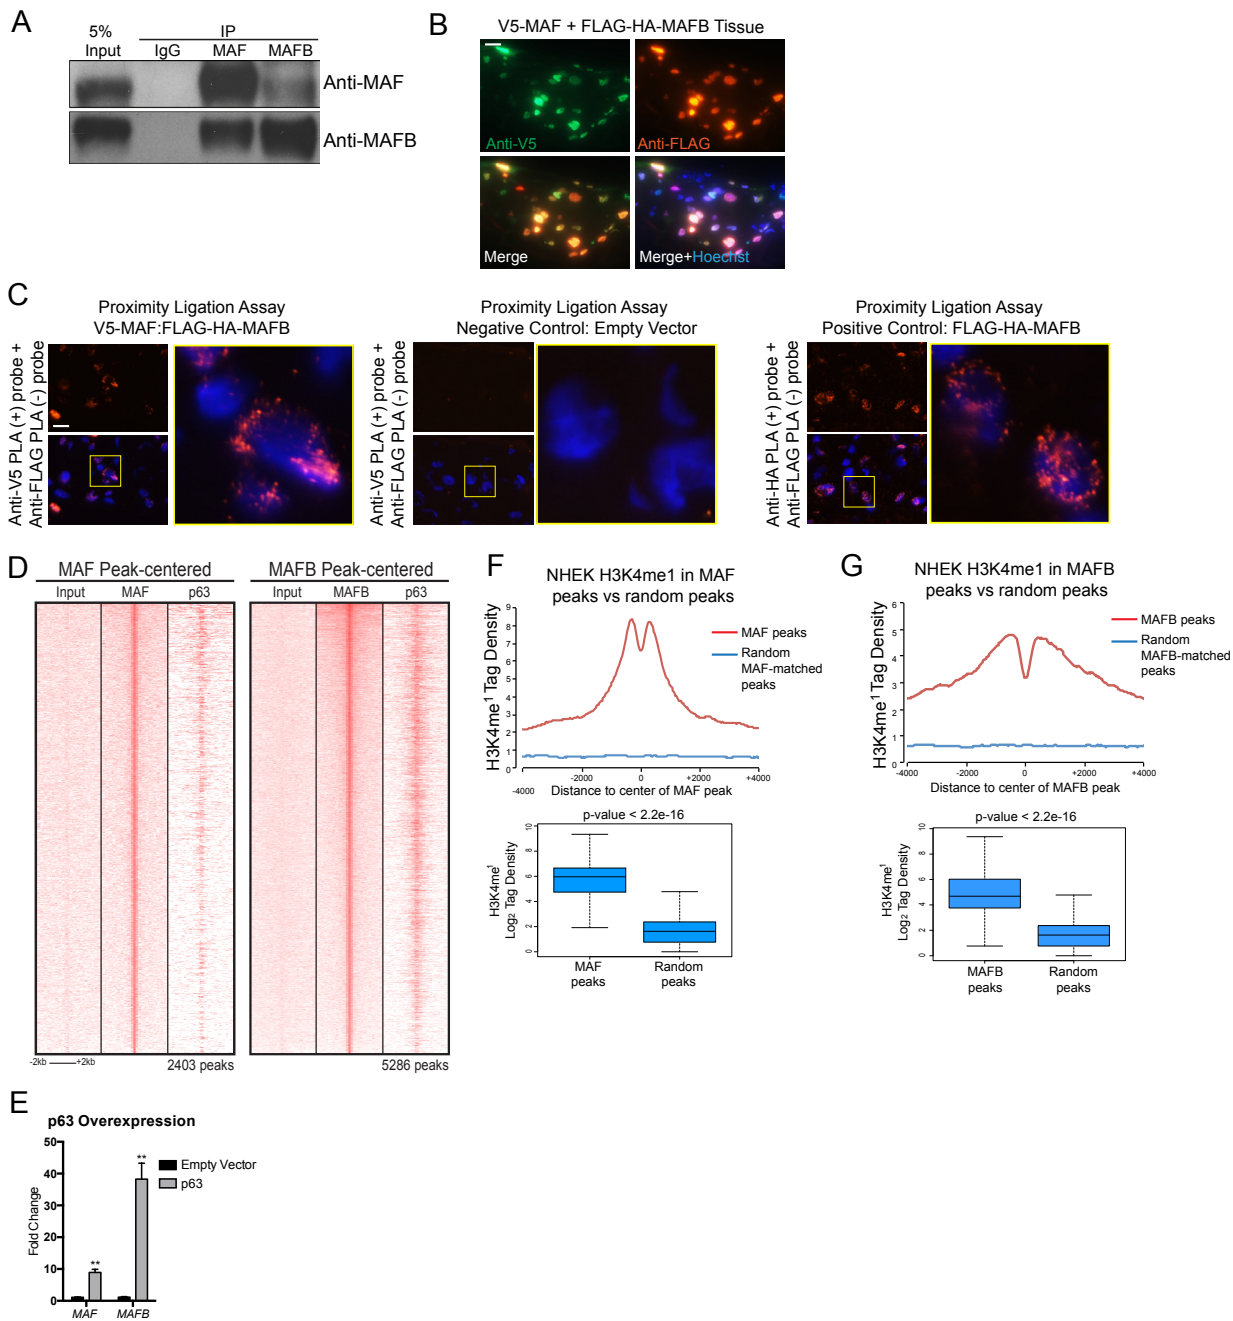 A
5%
Input
IP
IgG
MAF
MAFB
Anti-MAF
Anti-MAFB
B
V5-MAF + FLAG-HA-MAFB Tissue
Anti-V5
Anti-FLAG
Merge
Merge+Hoechst
C
Proximity Ligation Assay
V5-MAF:FLAG-HA-MAFB
Anti-V5 PLA (+) probe +
Anti-FLAG PLA (-) probe
Proximity Ligation Assay
Negative Control: Empty Vector
Anti-V5 PLA (+) probe +
Anti-FLAG PLA (-) probe
Proximity Ligation Assay
Positive Control: FLAG-HA-MAFB
Anti-HA PLA (+) probe +
Anti-FLAG PLA (-) probe
D
MAF Peak-centered
Input MAF p63
-2kb +2kb
2403 peaks
MAFB Peak-centered
Input MAFB p63
5286 peaks
E
p63 Overexpression
Fold Change
50
40
30
20
10
0
**
**
MAF MAFB
Empty Vector
p63
F
NHEK H3K4me1 in MAF
peaks vs random peaks
H3K4me1 Tag Density
9
8
7
6
5
4
3
2
1
0
-4000 -2000 0 +2000 +4000
Distance to center of MAF peak
MAF peaks
Random
MAF-matched
peaks
p-value < 2.2e-16
H3K4me1
Log2 Tag Density
10
8
6
4
2
0
MAF
peaks
Random
peaks
G
NHEK H3K4me1 in MAFB
peaks vs random peaks
H3K4me1 Tag Density
6
5
4
3
2
1
0
-4000 -2000 0 +2000 +4000
Distance to center of MAFB peak
MAFB peaks
Random
MAFB-matched
peaks
p-value < 2.2e-16
H3K4me1
Log2 Tag Density
10
8
6
4
2
0
MAFB
peaks
Random
peaks